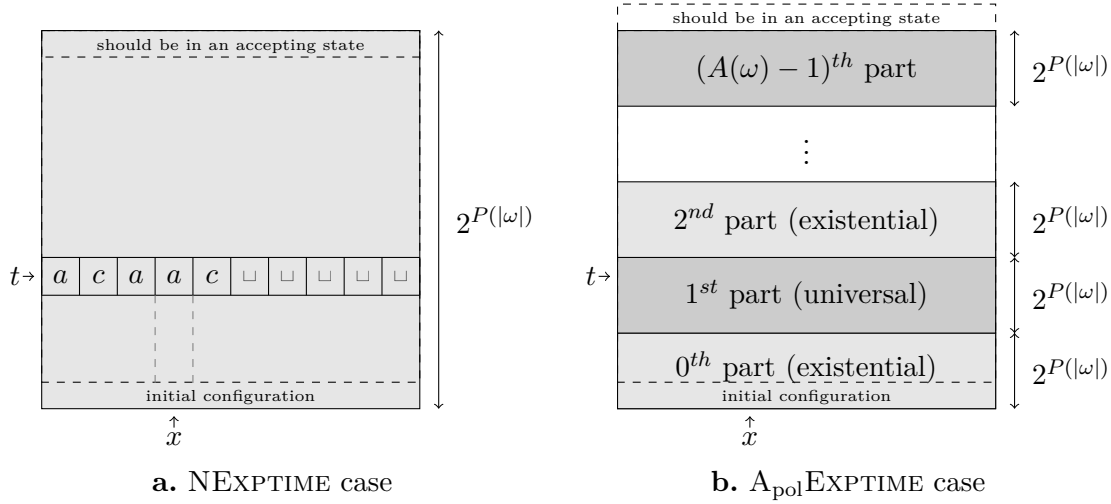 should be in an accepting state
t→ a c a a c ␣ ␣ ␣ ␣ ␣
2^{P(|ω|)}
initial configuration
x
a. NEXPTIME case
should be in an accepting state
(A(ω) − 1)^{th} part
2^{P(|ω|)}
⋮
2^{nd} part (existential)
2^{P(|ω|)}
t→
1^{st} part (universal)
2^{P(|ω|)}
0^{th} part (existential)
2^{P(|ω|)}
initial configuration
x
b. A_{pol}EXPTIME case